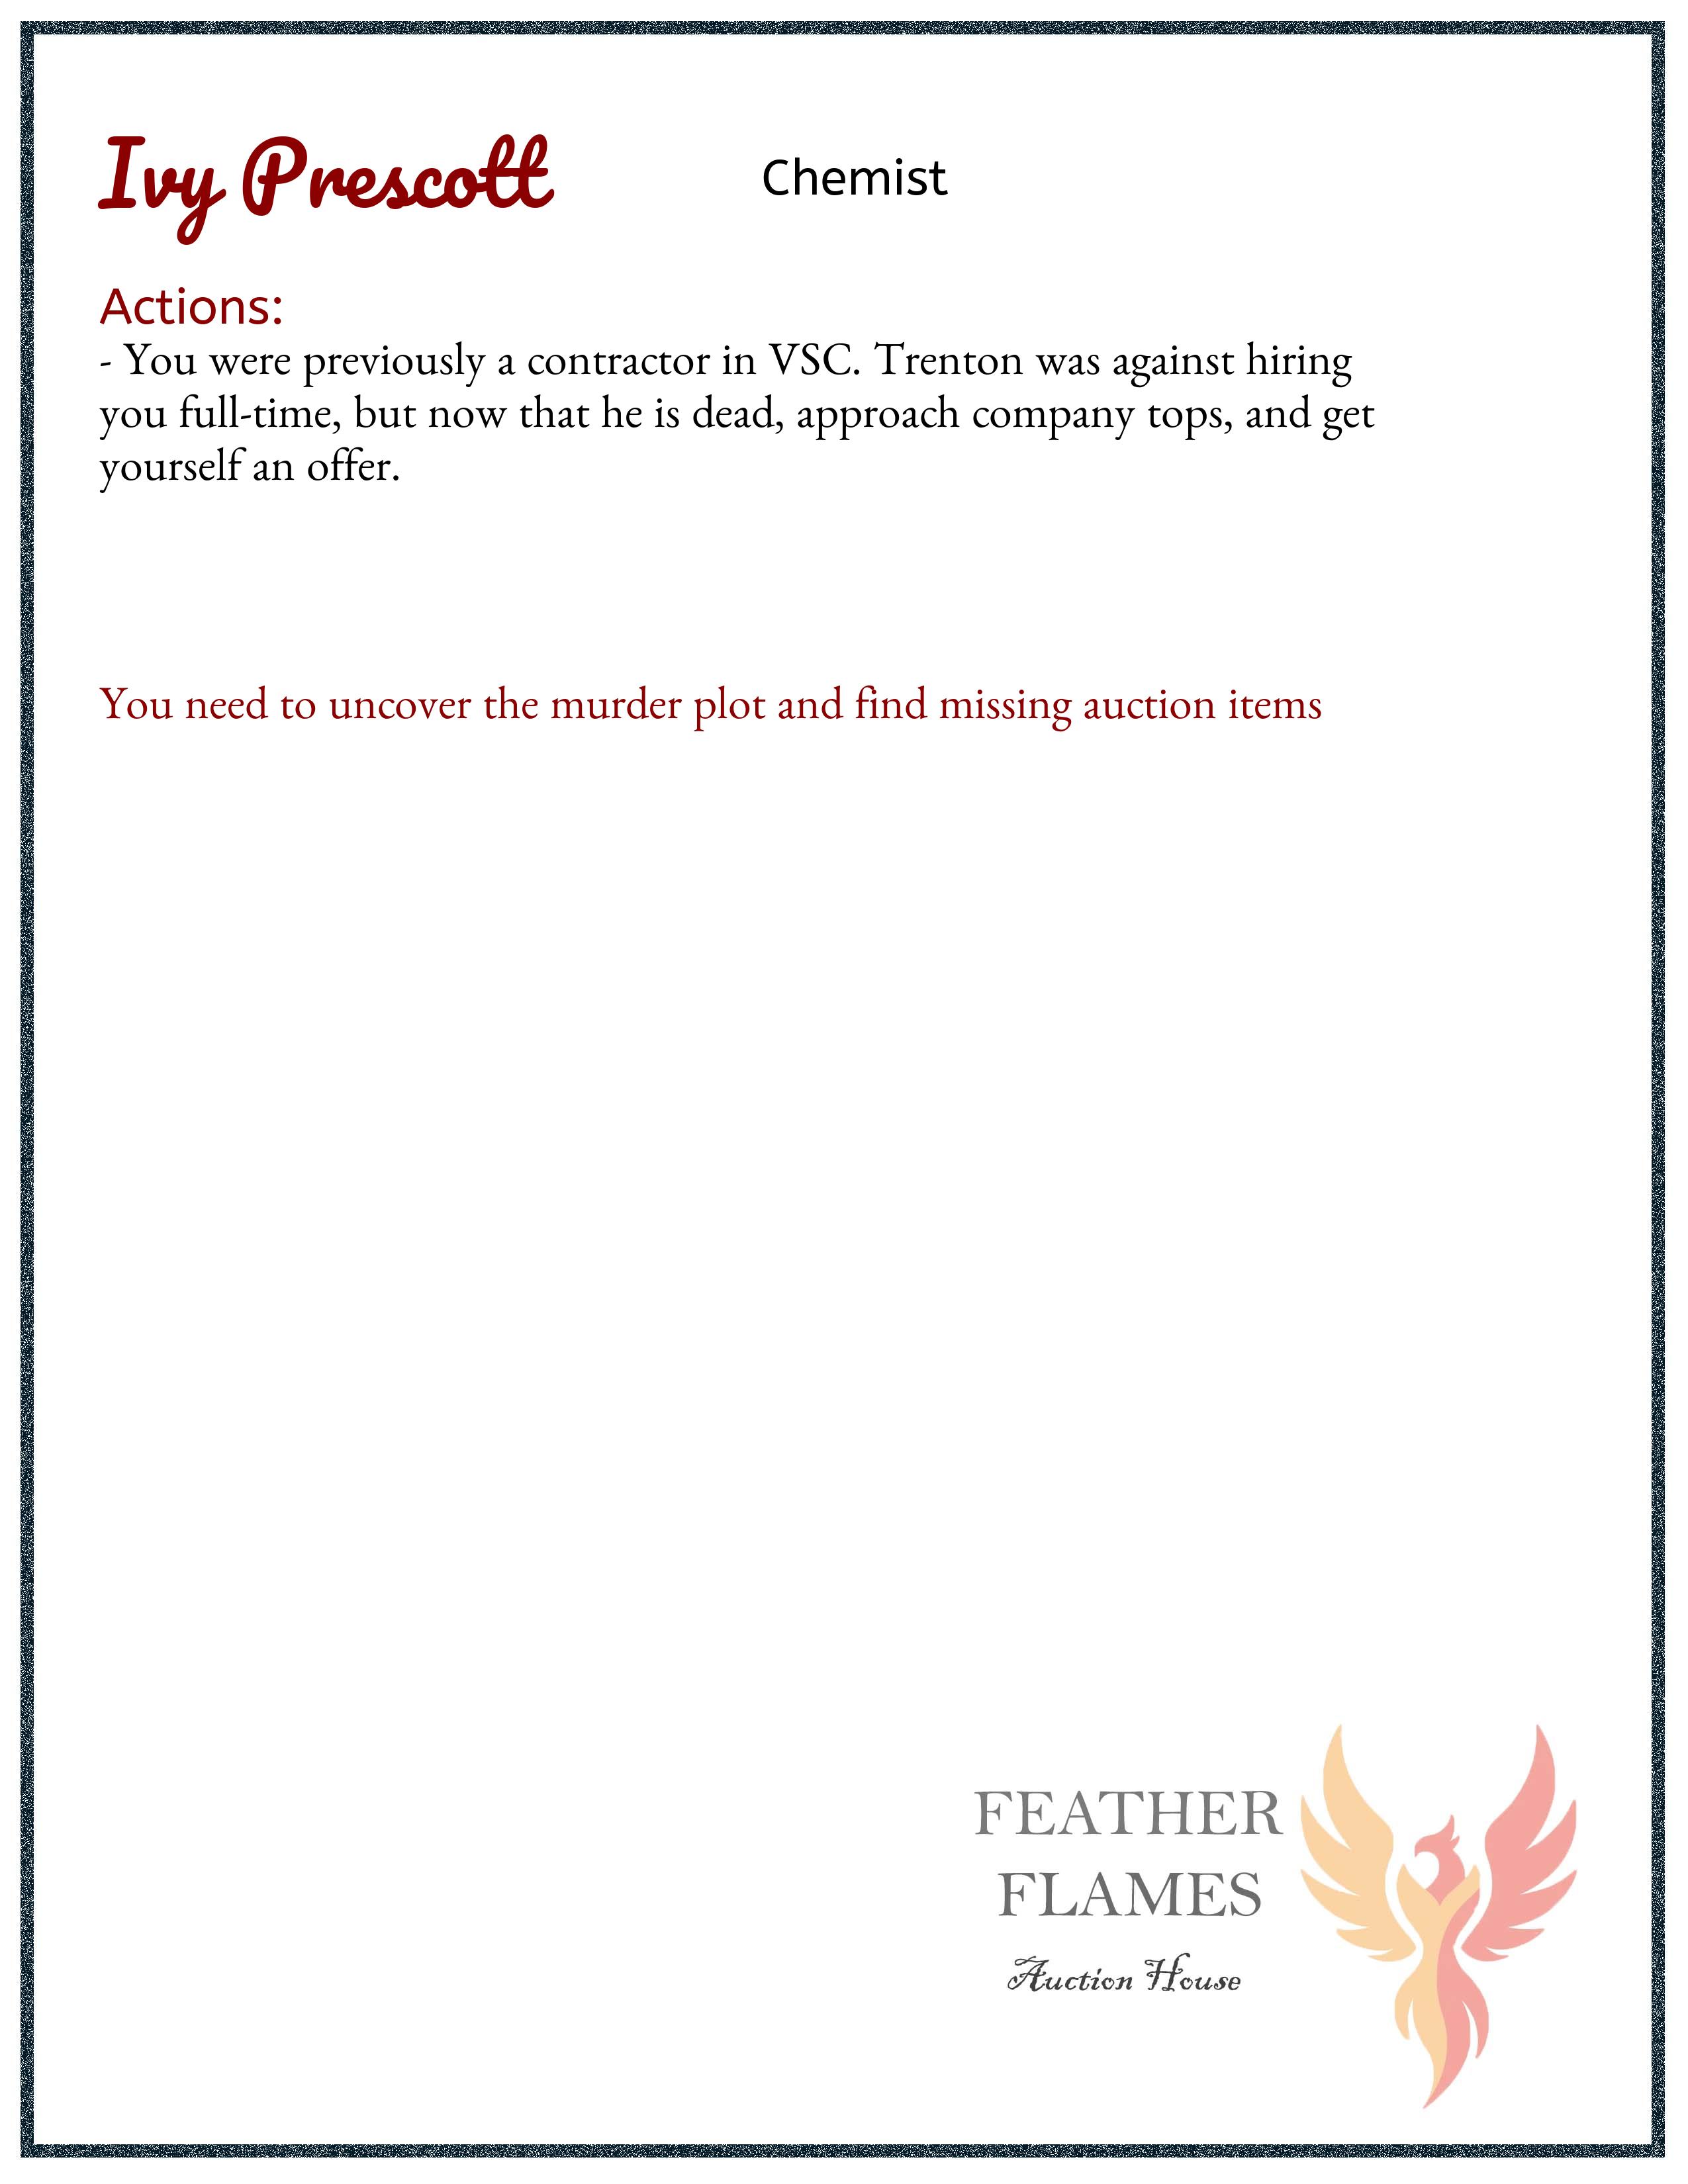 Ivy Prescott
Chemist
Actions:
- You were previously a contractor in VSC. Trenton was against hiring
you full-time, but now that he is dead, approach company tops, and get
yourself an offer.
You need to uncover the murder plot and find missing auction items
FEATHER
FLAMES
Auction House